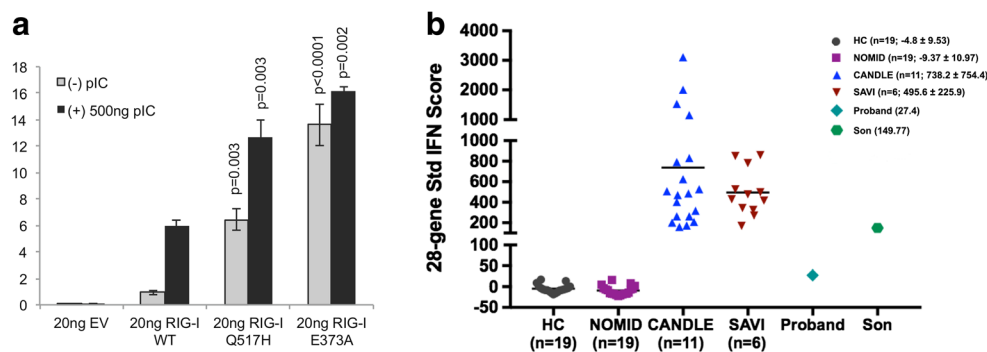 a
18
16
14
12
10
8
6
4
2
0
(-) pIC
(+) 500ng pIC
p=0.003
p=0.003
p<0.0001
p=0.002
20ng EV
20ng RIG-I
WT
20ng RIG-I
Q517H
20ng RIG-I
E373A
b
28-gene Std IFN Score
4000
3000
2000
1000
1000
800
600
400
200
100
50
0
-50
HC (n=19; -4.8 ± 9.53)
NOMID (n=19; -9.37 ± 10.97)
CANDLE (n=11; 738.2 ± 754.4)
SAVI (n=6; 495.6 ± 225.9)
Proband (27.4)
Son (149.77)
HC
(n=19)
NOMID
(n=19)
CANDLE
(n=11)
SAVI
(n=6)
Proband
Son